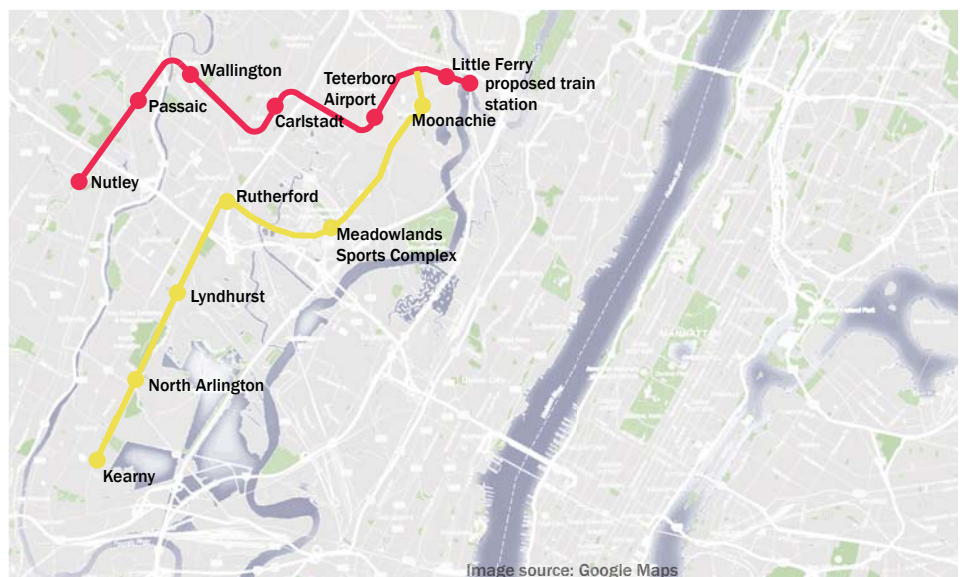 Little Ferry
proposed train
station
Wallington
Teterboro
Airport
Passaic
Carlstadt
Moonachie
Nutley
Rutherford
Meadowlands
Sports Complex
Lyndhurst
MANHATTAN
North Arlington
Kearny
Image source: Google Maps